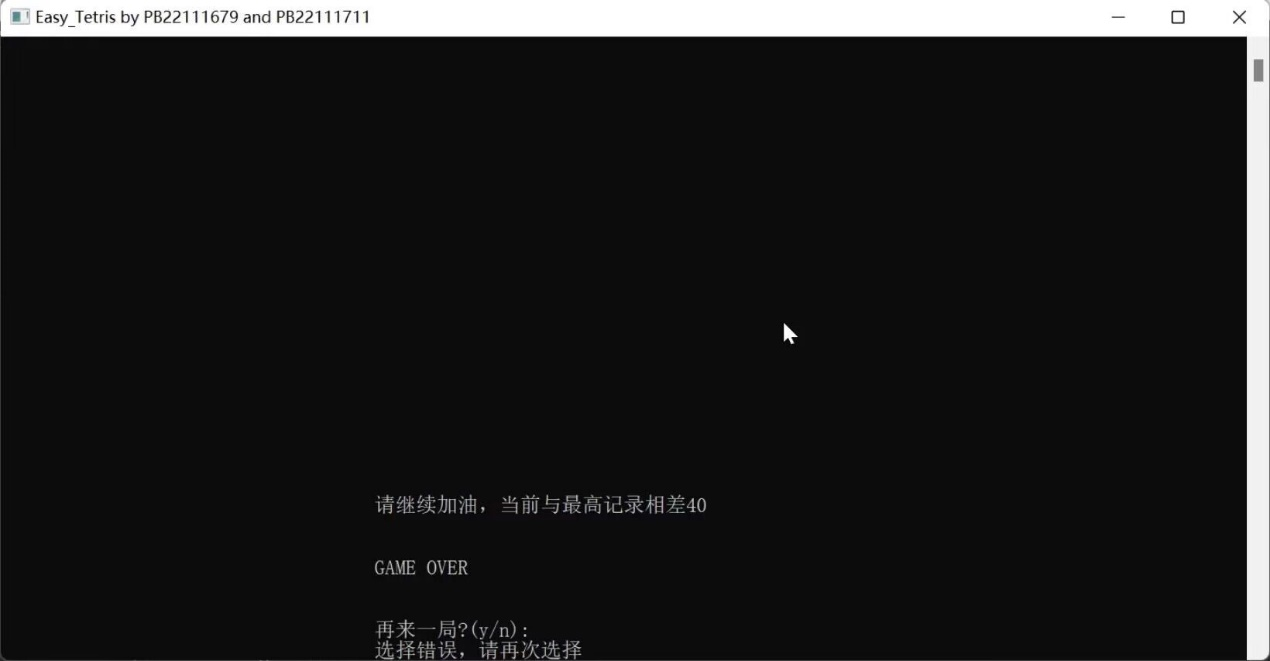 Easy_Tetris by PB22111679 and PB22111711
请继续加油，当前与最高记录相差40
GAME OVER
再来一局?(y/n):
选择错误，请再次选择